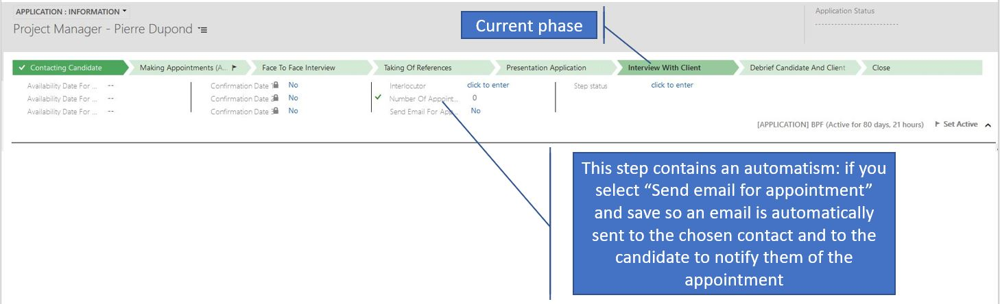 APPLICATION : INFORMATION
Application Status
Project Manager - Pierre Dupond
Current phase
Contacting Candidate
Making Appointments (A...
Face To Face Interview
Taking Of References
Presentation Application
Interview With Client
Debrief Candidate And Client
Close
Availability Date For ... --
Availability Date For ... --
Availability Date For ... --
Confirmation Date 1 No
Confirmation Date 2 No
Confirmation Date 3 No
Interlocutor click to enter
Number Of Appoint... 0
Send Email For App... No
Step status click to enter
[APPLICATION] BPF (Active for 80 days, 21 hours) Set Active
This step contains an automatism: if you
select “Send email for appointment”
and save so an email is automatically
sent to the chosen contact and to the
candidate to notify them of the
appointment